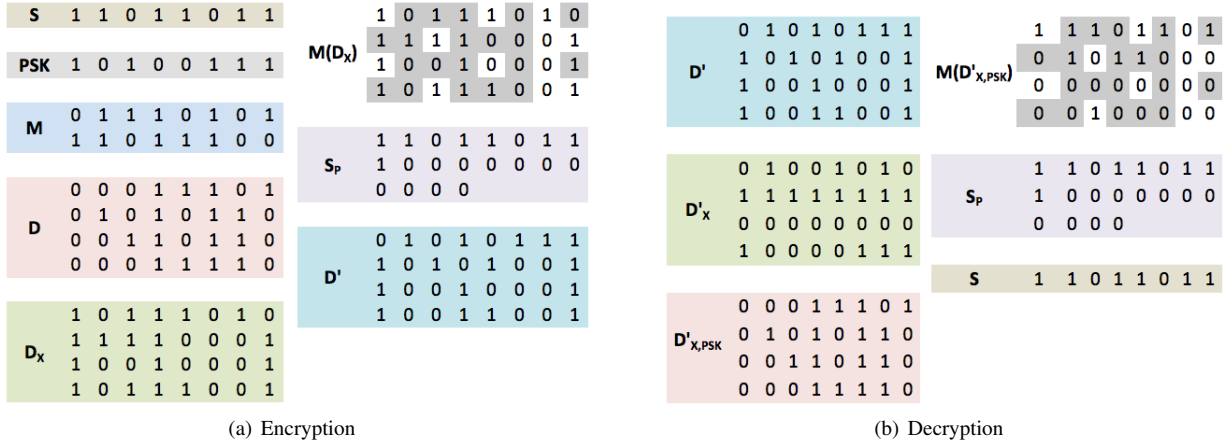 S 1 1 0 1 1 0 1 1
PSK 1 0 1 0 0 1 1 1
M
0 1 1 1 0 1 0 1
1 1 0 1 1 1 0 0
D
0 0 0 1 1 1 0 1
0 1 0 1 0 1 1 0
0 0 1 1 0 1 1 0
0 0 0 1 1 1 1 0
Dx
1 0 1 1 1 0 1 0
1 1 1 1 0 0 0 1
1 0 0 1 0 0 0 1
1 0 1 1 1 0 0 1
M(Dx)
1 0 1 1 1 0 1 0
1 1 1 1 0 0 0 1
1 0 0 1 0 0 0 1
1 0 1 1 1 0 0 1
SP
1 1 0 1 1 0 1 1
1 0 0 0 0 0 0 0
0 0 0 0
D'
0 1 0 1 0 1 1 1
1 0 1 0 1 0 0 1
1 0 0 1 0 0 0 1
1 0 0 1 1 0 0 1
(a) Encryption
D'
0 1 0 1 0 1 1 1
1 0 1 0 1 0 0 1
1 0 0 1 0 0 0 1
1 0 0 1 1 0 0 1
D'x
0 1 0 0 1 0 1 0
1 1 1 1 1 1 1 1
0 0 0 0 0 0 0 0
1 0 0 0 0 1 1 1
D'X,PSK
0 0 0 1 1 1 0 1
0 1 0 1 0 1 1 0
0 0 1 1 0 1 1 0
0 0 0 1 1 1 1 0
M(D'X,PSK)
1 1 1 0 1 1 0 1
0 1 0 1 1 0 0 0
0 0 0 0 0 0 0 0
0 0 1 0 0 0 0 0
SP
1 1 0 1 1 0 1 1
1 0 0 0 0 0 0 0
0 0 0 0
S 1 1 0 1 1 0 1 1
(b) Decryption